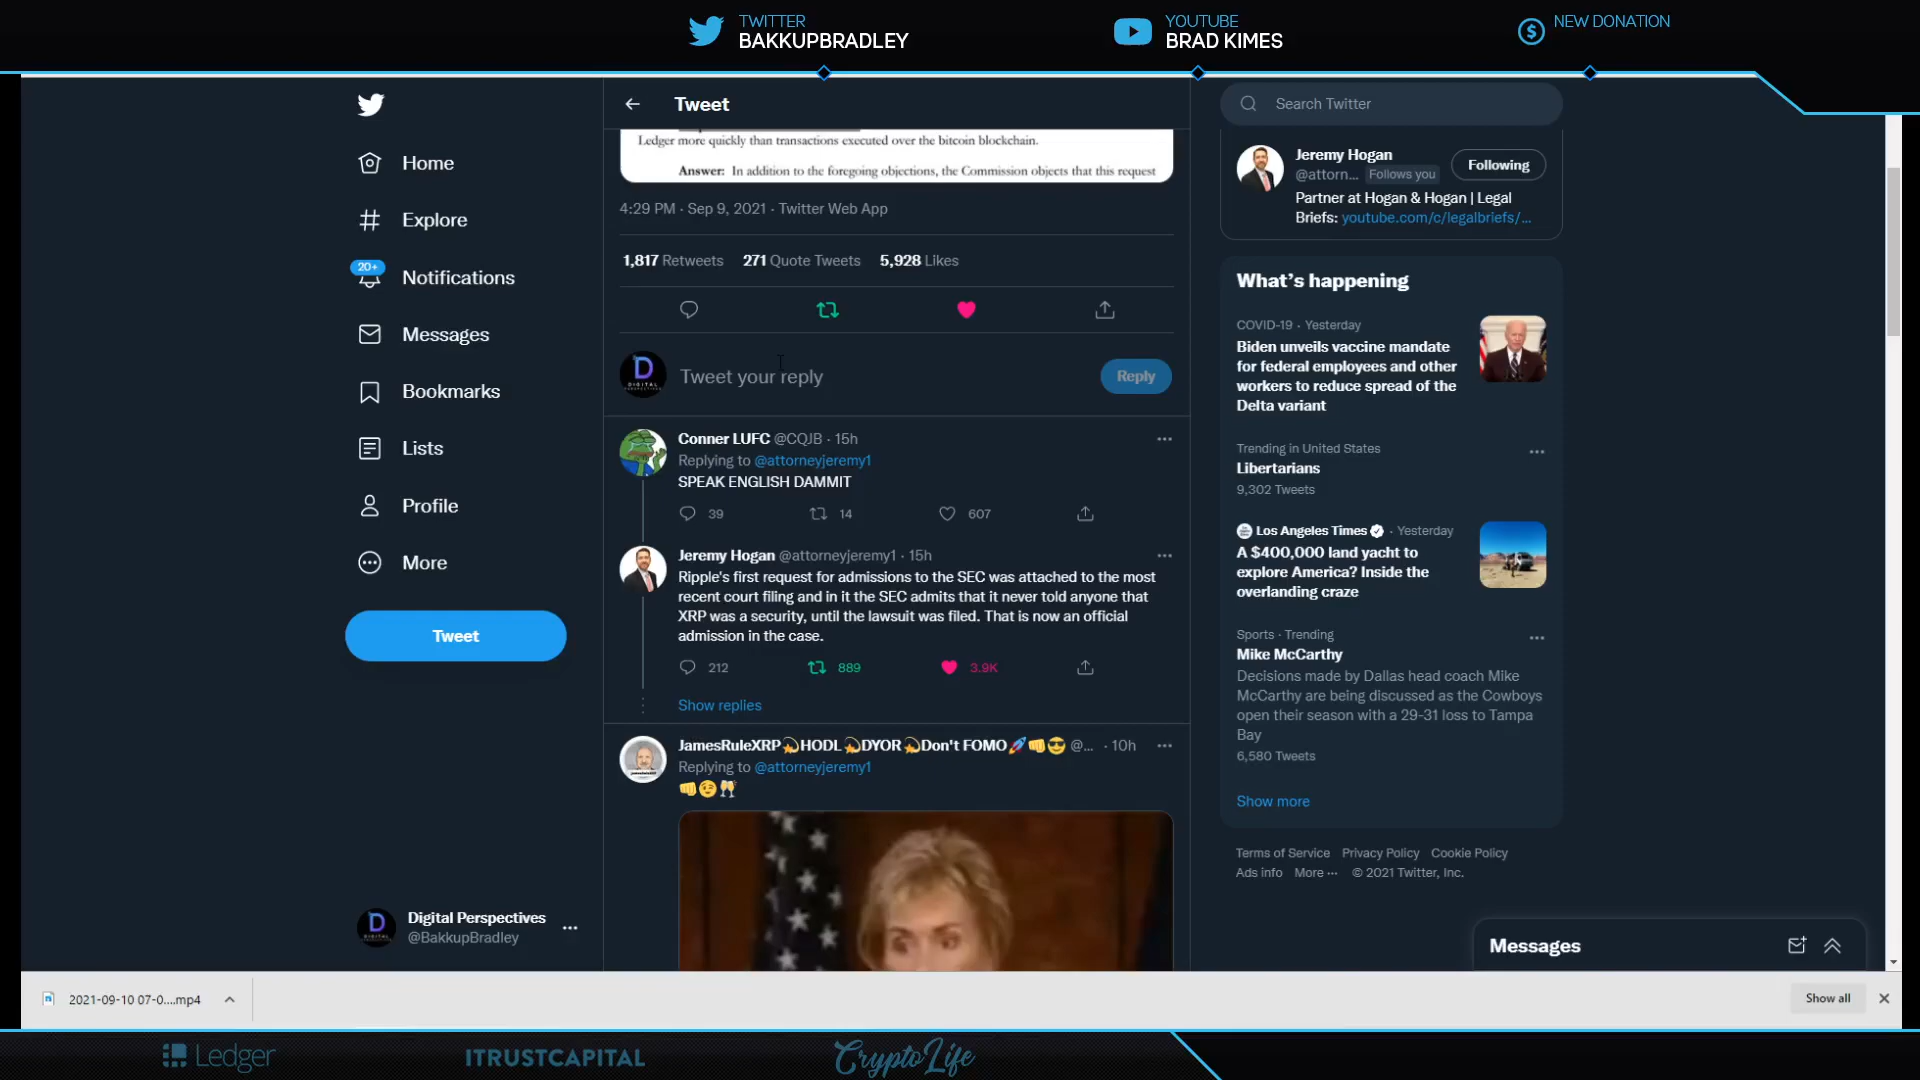 TWITTER
BAKKUPBRADLEY
YOUTUBE
BRAD KIMES
NEW DONATION
Home
Explore
20+
Notifications
Messages
Bookmarks
Lists
Profile
More
Tweet
Digital Perspectives
@BakkupBradley
Tweet
Ledger more quickly than transactions executed over the bitcoin blockchain.
Answer: In addition to the foregoing objections, the Commission objects that this request
4:29 PM · Sep 9, 2021 · Twitter Web App
1,817 Retweets 271 Quote Tweets 5,928 Likes
Tweet your reply
Reply
Conner LUFC @CQJB · 15h
Replying to @attorneyjeremy1
SPEAK ENGLISH DAMMIT
39 14 607
Jeremy Hogan @attorneyjeremy1 · 15h
Ripple's first request for admissions to the SEC was attached to the most
recent court filing and in it the SEC admits that it never told anyone that
XRP was a security, until the lawsuit was filed. That is now an official
admission in the case.
212 889 3.9K
Show replies
JamesRuleXRP💫HODL💫DYOR💫Don't FOMO🚀👊😎 @... · 10h
Replying to @attorneyjeremy1
👊😉🥂
Search Twitter
Jeremy Hogan
@attorn... Follows you
Following
Partner at Hogan & Hogan | Legal
Briefs: youtube.com/c/legalbriefs/...
What's happening
COVID-19 · Yesterday
Biden unveils vaccine mandate
for federal employees and other
workers to reduce spread of the
Delta variant
Trending in United States
Libertarians
9,302 Tweets
Los Angeles Times · Yesterday
A $400,000 land yacht to
explore America? Inside the
overlanding craze
Sports · Trending
Mike McCarthy
Decisions made by Dallas head coach Mike
McCarthy are being discussed as the Cowboys
open their season with a 29-31 loss to Tampa
Bay
6,580 Tweets
Show more
Terms of Service Privacy Policy Cookie Policy
Ads info More ··· © 2021 Twitter, Inc.
Messages
2021-09-10 07-0....mp4
Show all
Ledger
ITRUSTCAPITAL
CryptoLife